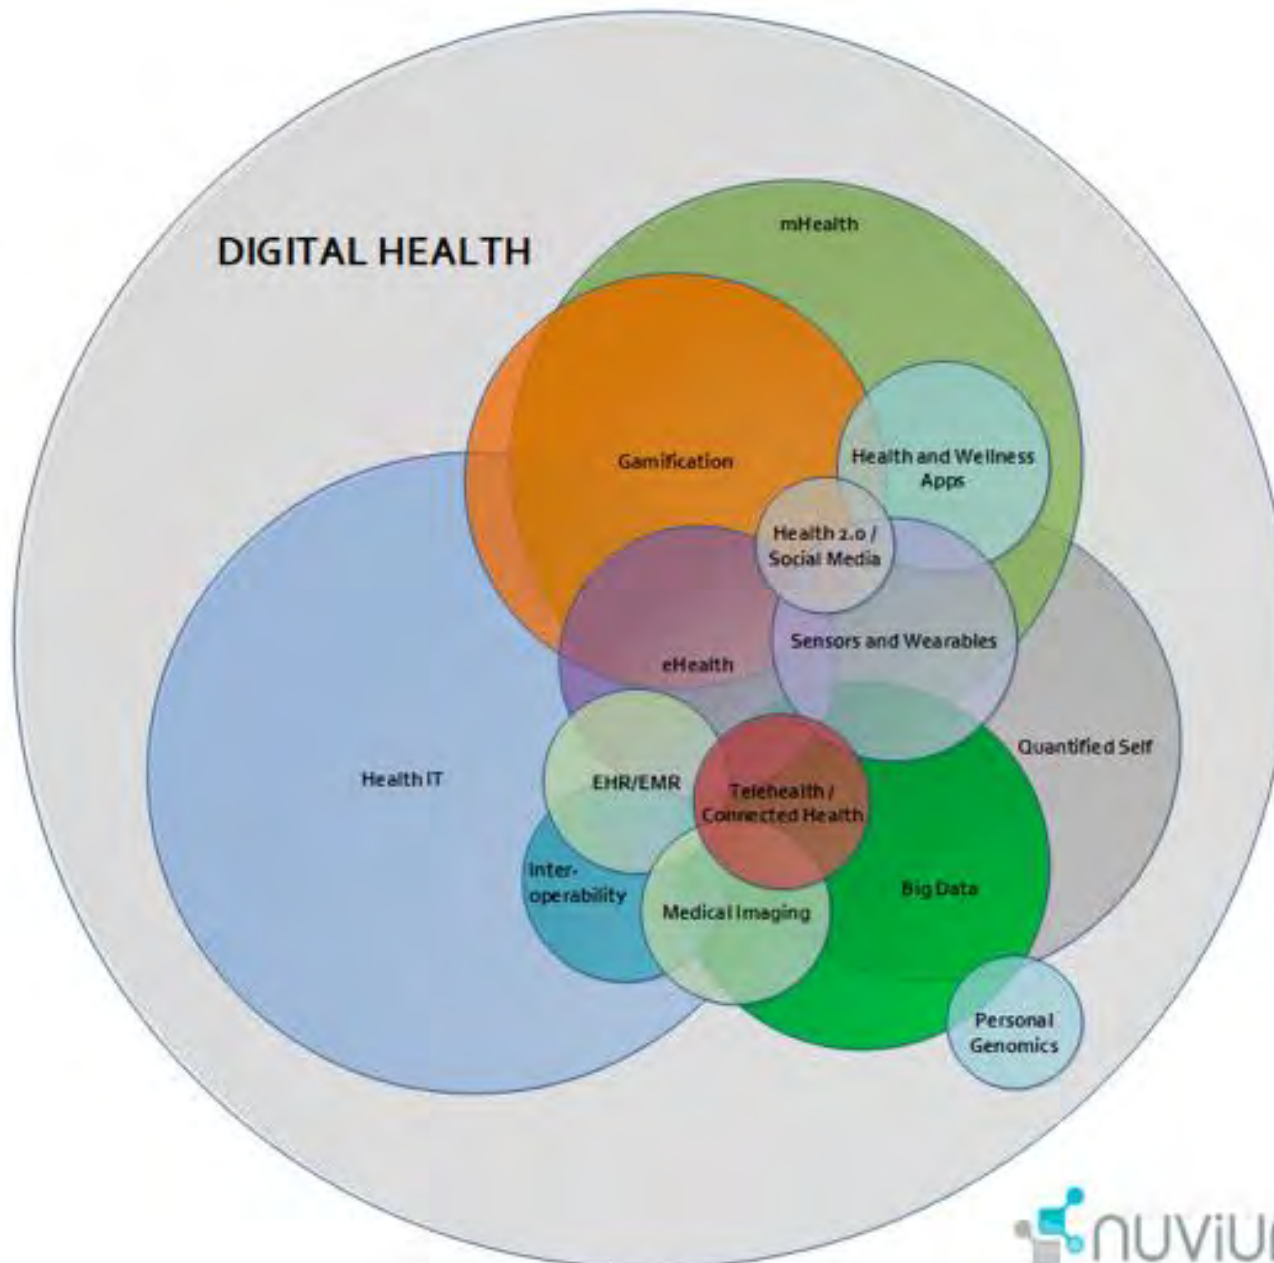 mHealth
DIGITAL HEALTH
Gamification
Health and Wellness
Apps
Health 2.0 /
Social Media
Sensors and Wearables
eHealth
Quantified Self
Health IT
EHR/EMR
Telehealth /
Connected Health
Inter-
operability
Big Data
Medical Imaging
Personal
Genomics